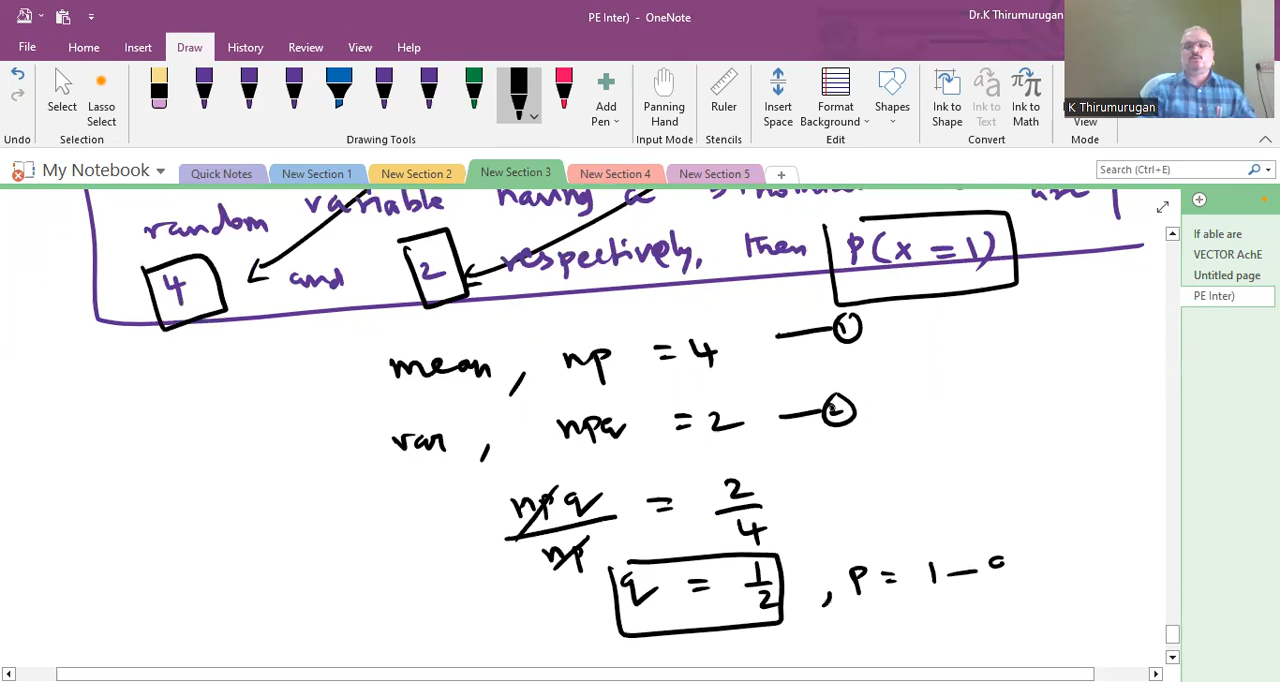 PE Inter) - OneNote
Dr.K Thirumurugan
File Home Insert Draw History Review View Help
Undo
Select
Lasso Select
Selection
Drawing Tools
Add Pen
Panning Hand
Input Mode
Ruler
Stencils
Insert Space
Format Background
Shapes
Edit
Ink to Shape
Ink to Text
Ink to Math
Convert
View
Mode
K Thirumurugan
My Notebook
Quick Notes
New Section 1
New Section 2
New Section 3
New Section 4
New Section 5
Search (Ctrl+E)
If able are
VECTOR AchE
Untitled page
PE Inter)
random variable having a
4 and 2 respectively, then P(x = 1)
mean, np = 4 — ①
var, npq = 2 — ②
npq/np = 2/4
q = 1/2, P = 1 —